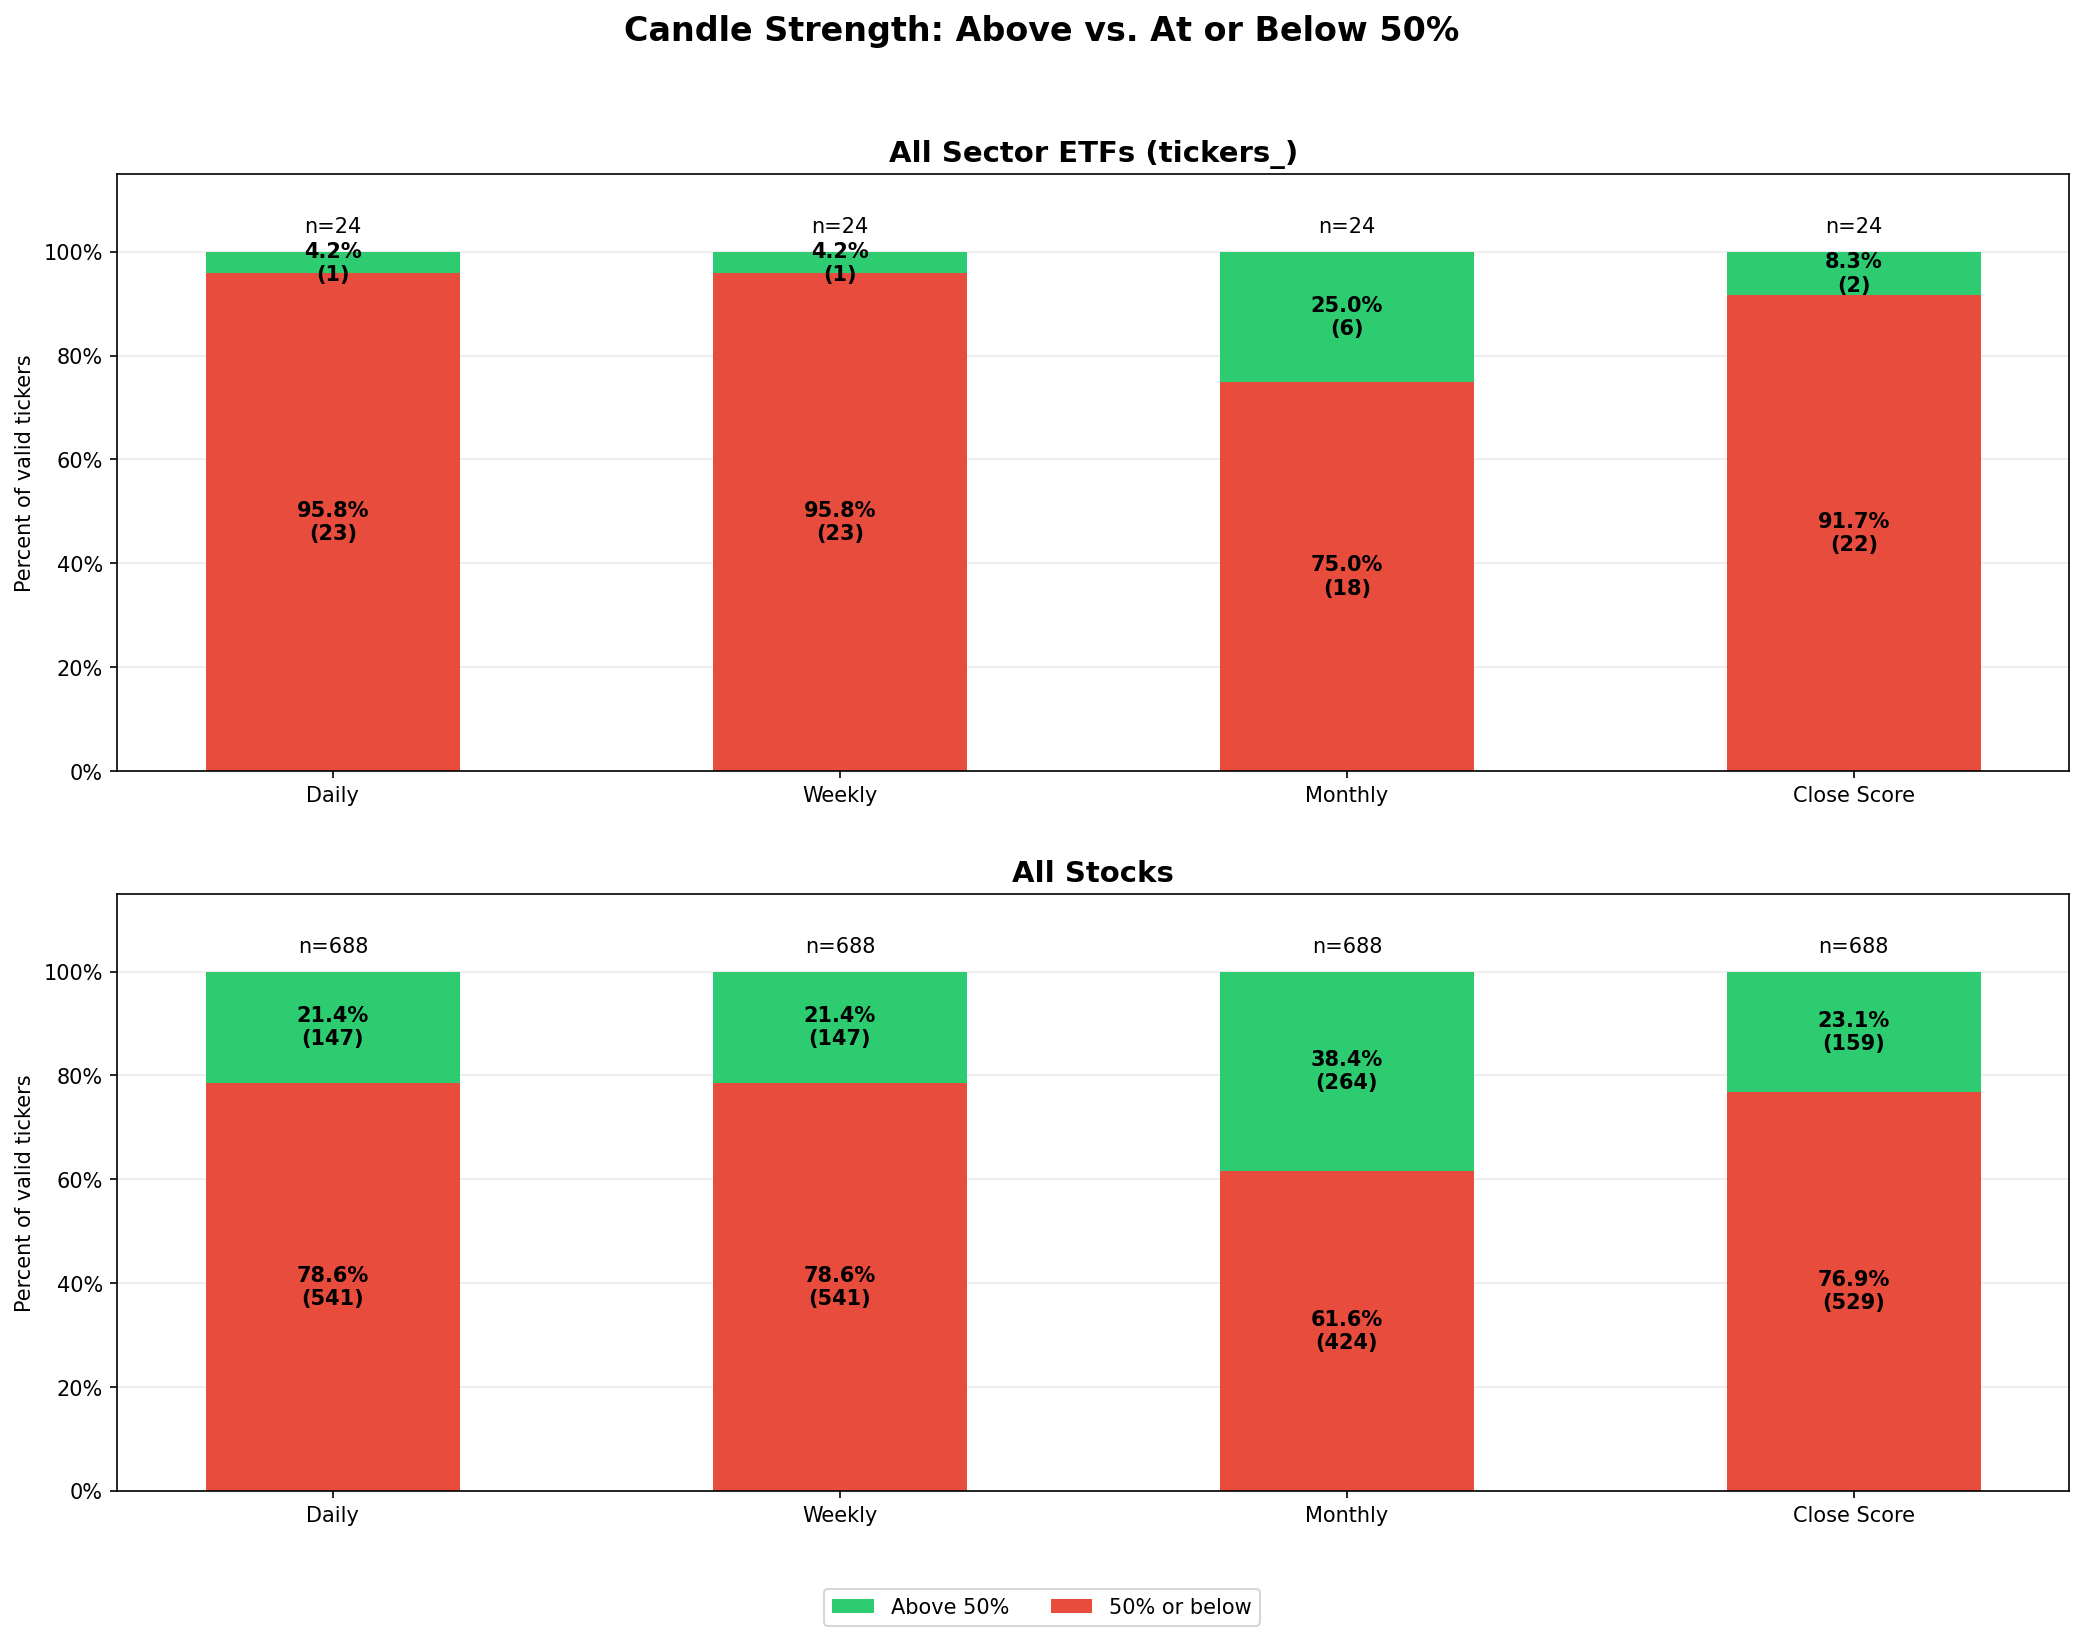 Candle Strength: Above vs. At or Below 50%
All Sector ETFs (tickers_)
Percent of valid tickers
100%
80%
60%
40%
20%
0%
n=24
4.2%
(1)
95.8%
(23)
n=24
4.2%
(1)
95.8%
(23)
n=24
25.0%
(6)
75.0%
(18)
n=24
8.3%
(2)
91.7%
(22)
Daily
Weekly
Monthly
Close Score
All Stocks
Percent of valid tickers
100%
80%
60%
40%
20%
0%
n=688
21.4%
(147)
78.6%
(541)
n=688
21.4%
(147)
78.6%
(541)
n=688
38.4%
(264)
61.6%
(424)
n=688
23.1%
(159)
76.9%
(529)
Daily
Weekly
Monthly
Close Score
Above 50%
50% or below